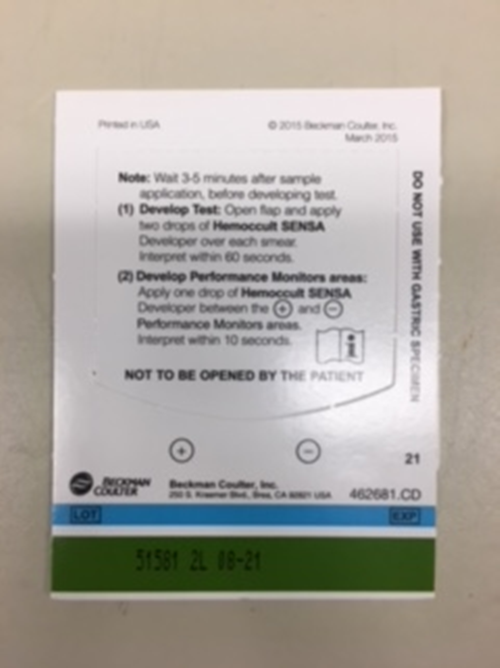 Printed in USA
© 2015 Beckman Coulter, Inc.
March 2015
Note: Wait 3-5 minutes after sample
application, before developing test.
(1) Develop Test: Open flap and apply
two drops of Hemoccult SENSA
Developer over each smear.
Interpret within 60 seconds.
(2) Develop Performance Monitors areas:
Apply one drop of Hemoccult SENSA
Developer between the + and −
Performance Monitors areas.
Interpret within 10 seconds.
NOT TO BE OPENED BY THE PATIENT
DO NOT USE WITH GASTRIC SPECIMEN
+ −
21
BECKMAN
COULTER
Beckman Coulter, Inc.
250 S. Kraemer Blvd., Brea, CA 92821 USA
462681.CD
LOT EXP
51581 2L 08-21